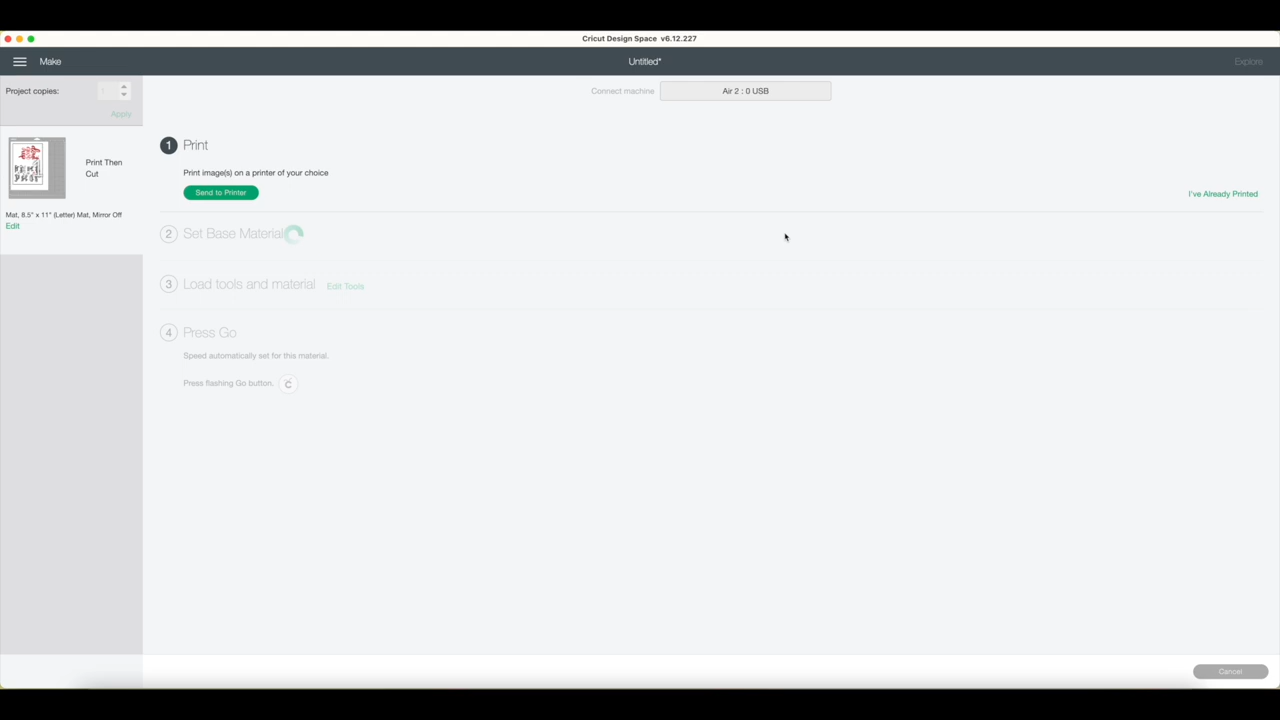 Cricut Design Space v6.12.227
Make
Untitled*
Explore
Project copies:
1
Apply
Connect machine
Air 2 : 0 USB
Print Then
Cut
Mat, 8.5" x 11" (Letter) Mat, Mirror Off
Edit
1 Print
Print image(s) on a printer of your choice
Send to Printer
I've Already Printed
2 Set Base Material
3 Load tools and material Edit Tools
4 Press Go
Speed automatically set for this material.
Press flashing Go button.
Cancel